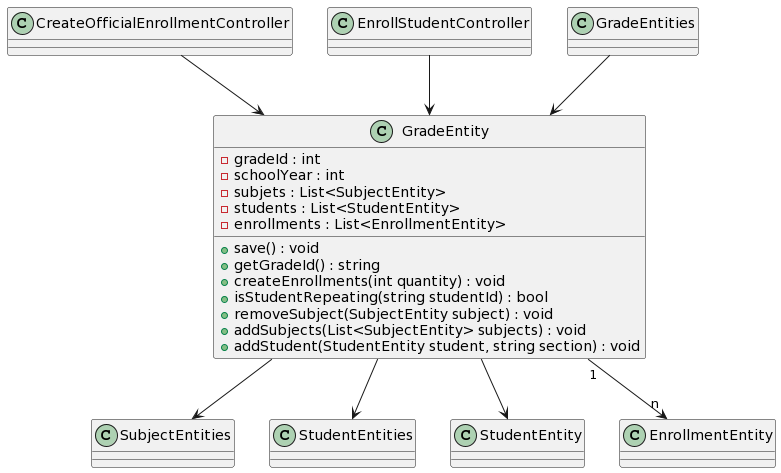 C CreateOfficialEnrollmentController
C EnrollStudentController
C GradeEntities
C GradeEntity
gradeId : int
schoolYear : int
subjets : List<SubjectEntity>
students : List<StudentEntity>
enrollments : List<EnrollmentEntity>
save() : void
getGradeId() : string
createEnrollments(int quantity) : void
isStudentRepeating(string studentId) : bool
removeSubject(SubjectEntity subject) : void
addSubjects(List<SubjectEntity> subjects) : void
addStudent(StudentEntity student, string section) : void
1
n
C SubjectEntities
C StudentEntities
C StudentEntity
C EnrollmentEntity